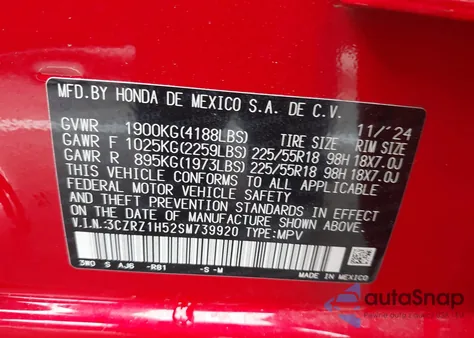 MFD.BY HONDA DE MEXICO S.A. DE C.V.
11/'24
GVWR 1900KG(4188LBS) TIRE SIZE RIM SIZE
GAWR F 1025KG(2259LBS) 225/55R18 98H 18X7.0J
GAWR R 895KG(1973LBS) 225/55R18 98H 18X7.0J
THIS VEHICLE CONFORMS TO ALL APPLICABLE
FEDERAL MOTOR VEHICLE SAFETY
STANDARDS IN EFFECT ON THE
DATE OF MANUFACTURE SHOWN ABOVE.
V.I.N.:3CZRZ1H52SM739920 TYPE:MPV
3WD S AJ6 -R81 -S-M
MADE IN MEXICO
autoSnap